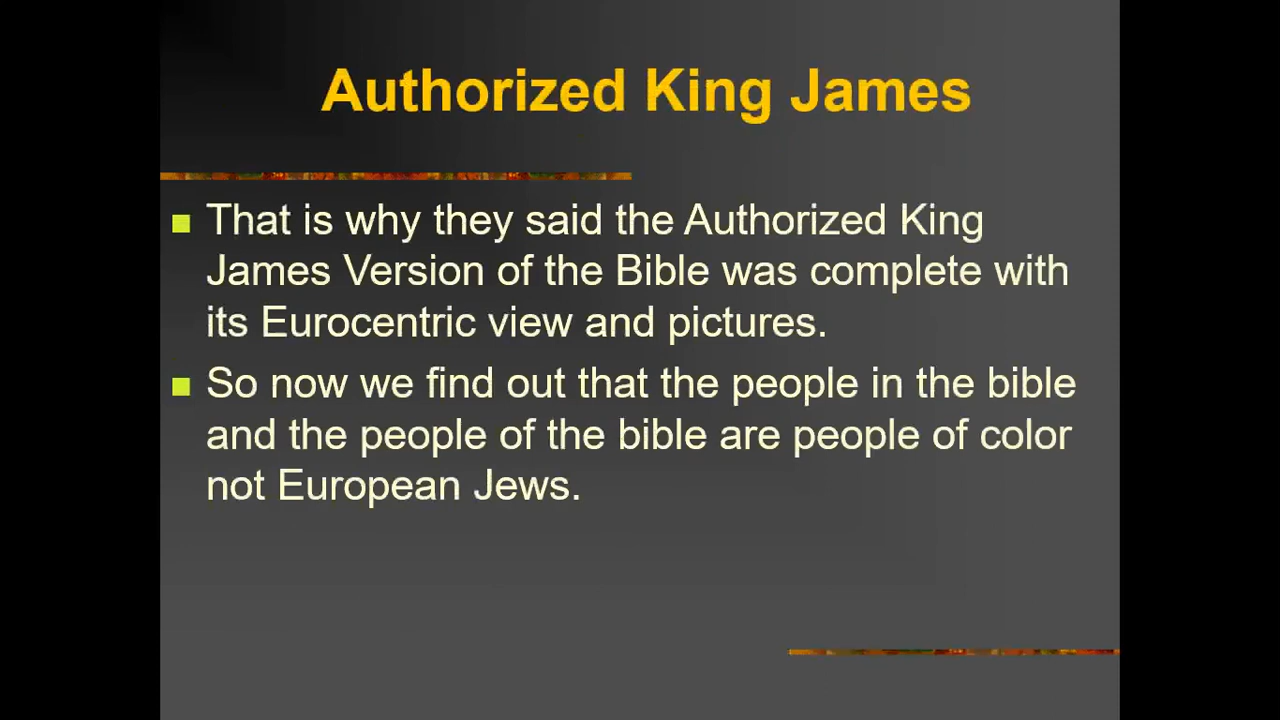 Authorized King James
That is why they said the Authorized King
James Version of the Bible was complete with
its Eurocentric view and pictures.
So now we find out that the people in the bible
and the people of the bible are people of color
not European Jews.